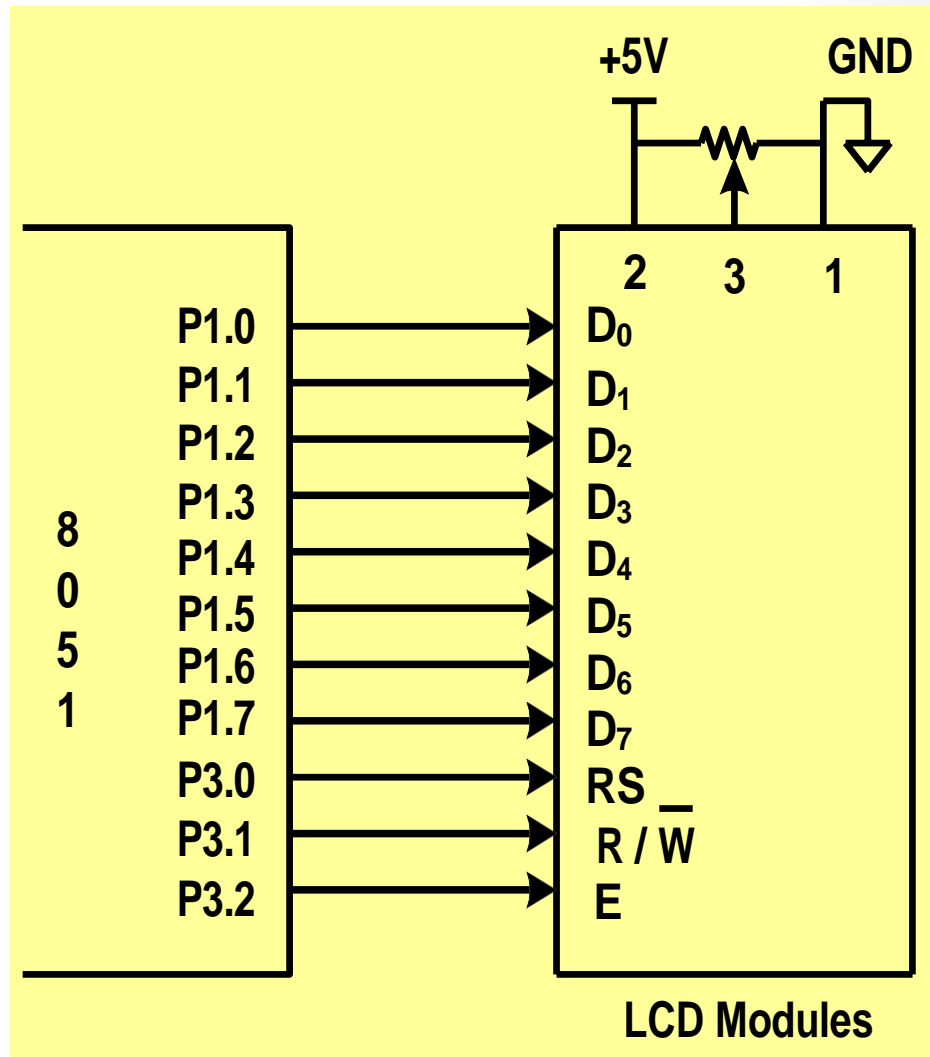 +5V GND
2 3 1
P1.0 D₀
P1.1 D₁
P1.2 D₂
P1.3 D₃
P1.4 D₄
P1.5 D₅
P1.6 D₆
P1.7 D₇
P3.0 RS
P3.1 R / W̅
P3.2 E
8
0
5
1
LCD Modules